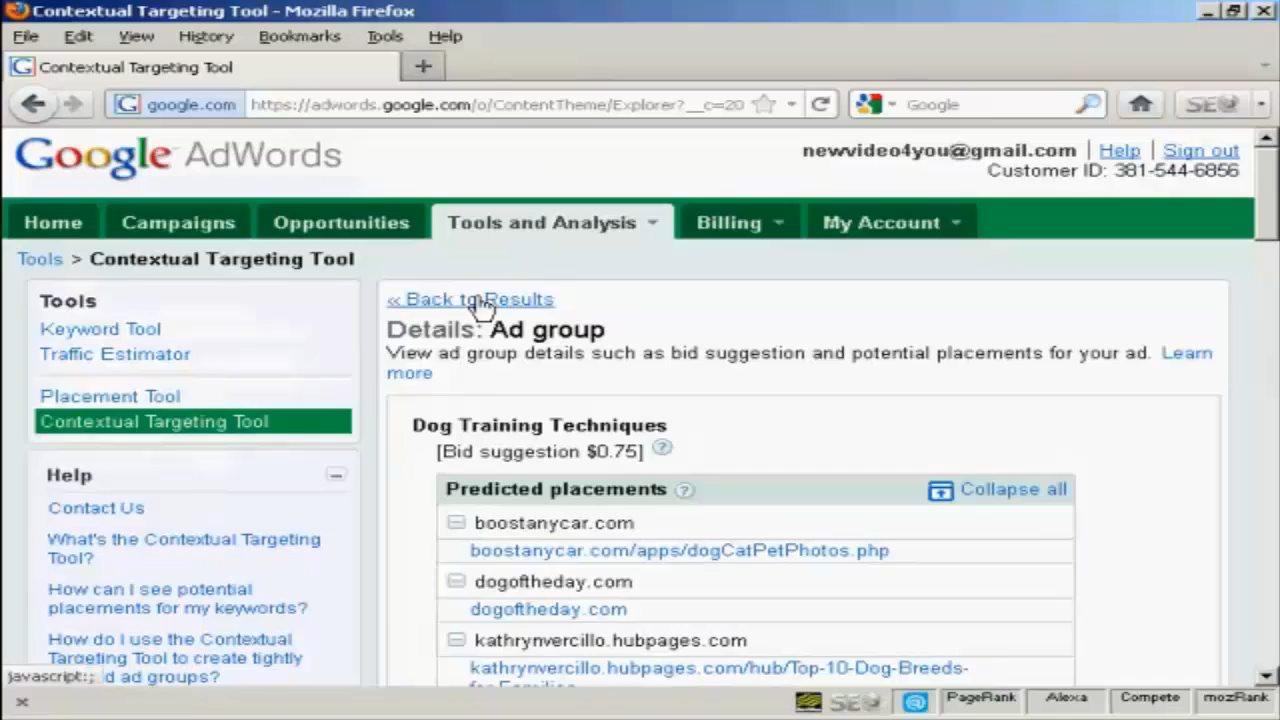 Contextual Targeting Tool - Mozilla Firefox
File Edit View History Bookmarks Tools Help
Contextual Targeting Tool
google.com https://adwords.google.com/o/ContentTheme/Explorer?__c=20 Google SEO
Google AdWords
newvideo4you@gmail.com Help Sign out
Customer ID: 381-544-6856
Home Campaigns Opportunities Tools and Analysis Billing My Account
Tools > Contextual Targeting Tool
Tools
Keyword Tool
Traffic Estimator
Placement Tool
Contextual Targeting Tool
Help
Contact Us
What's the Contextual Targeting
Tool?
How can I see potential
placements for my keywords?
How do I use the Contextual
Targeting Tool to create tightly
d ad groups?
« Back to Results
Details: Ad group
View ad group details such as bid suggestion and potential placements for your ad. Learn
more
Dog Training Techniques
[Bid suggestion $0.75]
Predicted placements Collapse all
boostanycar.com
boostanycar.com/apps/dogCatPetPhotos.php
dogoftheday.com
dogoftheday.com
kathrynvercillo.hubpages.com
kathrynvercillo.hubpages.com/hub/Top-10-Dog-Breeds-
for-Families
javascript:;
SEO PageRank Alexa Compete mozRank